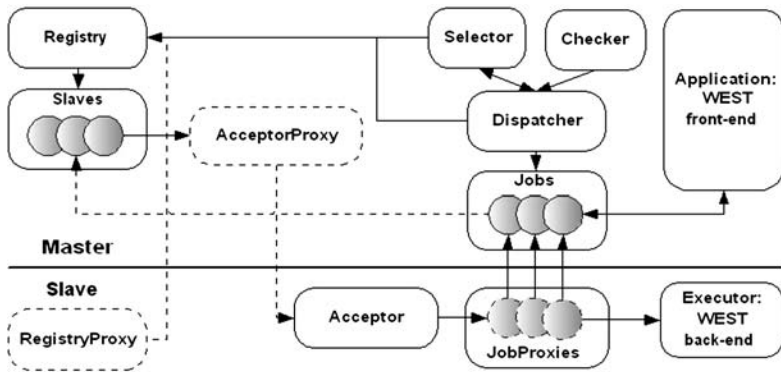 Registry
Selector
Checker
Application:
WEST
front-end
Slaves
AcceptorProxy
Dispatcher
Jobs
Master
Slave
RegistryProxy
Acceptor
JobProxies
Executor:
WEST
back-end